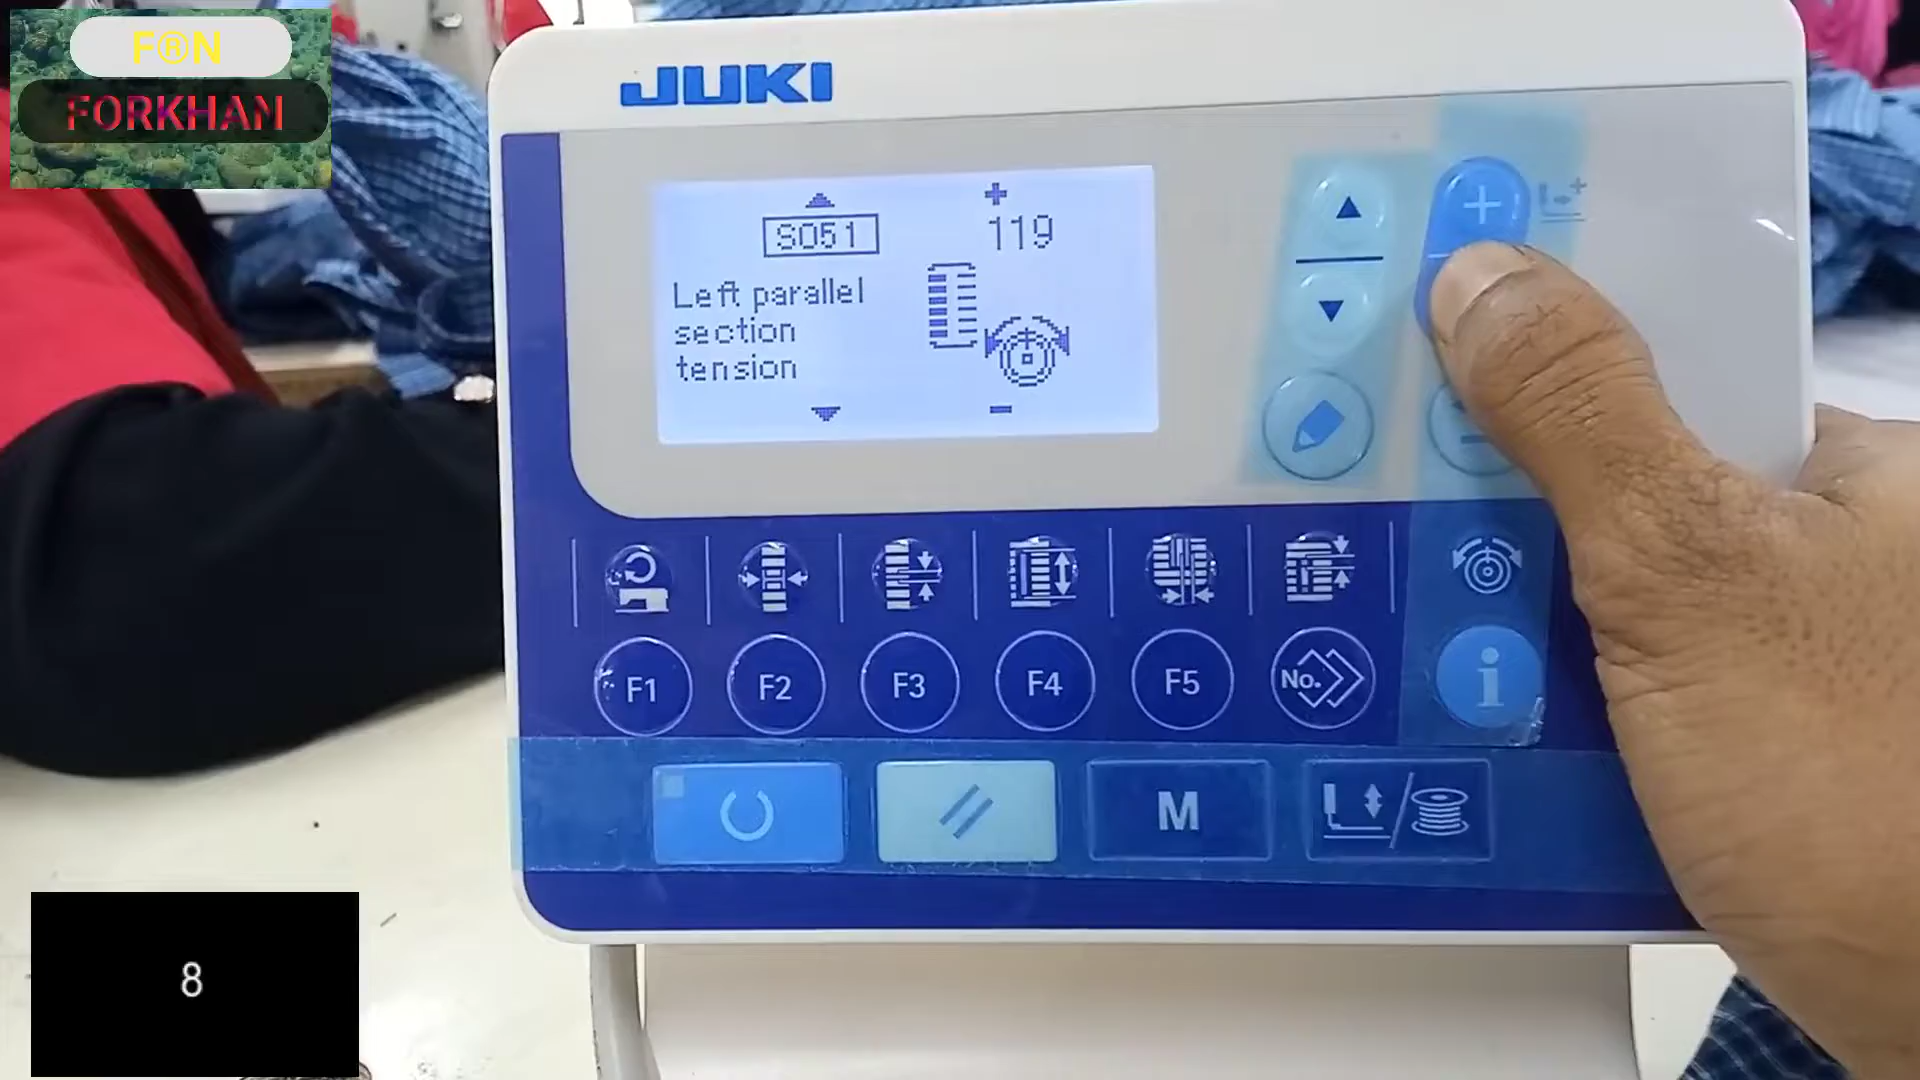 F®N
FORKHAN
JUKI
S051
119
Left parallel
section
tension
F1
F2
F3
F4
F5
No.
i
M
8